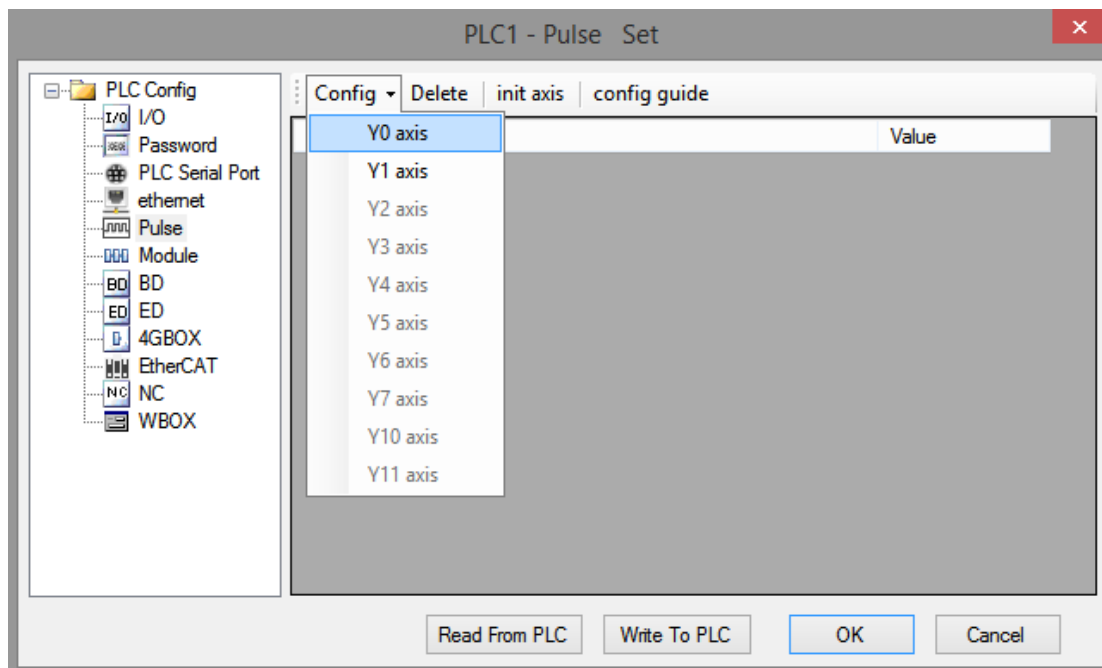 PLC1 - Pulse Set
PLC Config
I/O
Password
PLC Serial Port
ethernet
Pulse
Module
BD
ED
4GBOX
EtherCAT
NC
WBOX
Config Delete init axis config guide
Value
Y0 axis
Y1 axis
Y2 axis
Y3 axis
Y4 axis
Y5 axis
Y6 axis
Y7 axis
Y10 axis
Y11 axis
Read From PLC Write To PLC OK Cancel